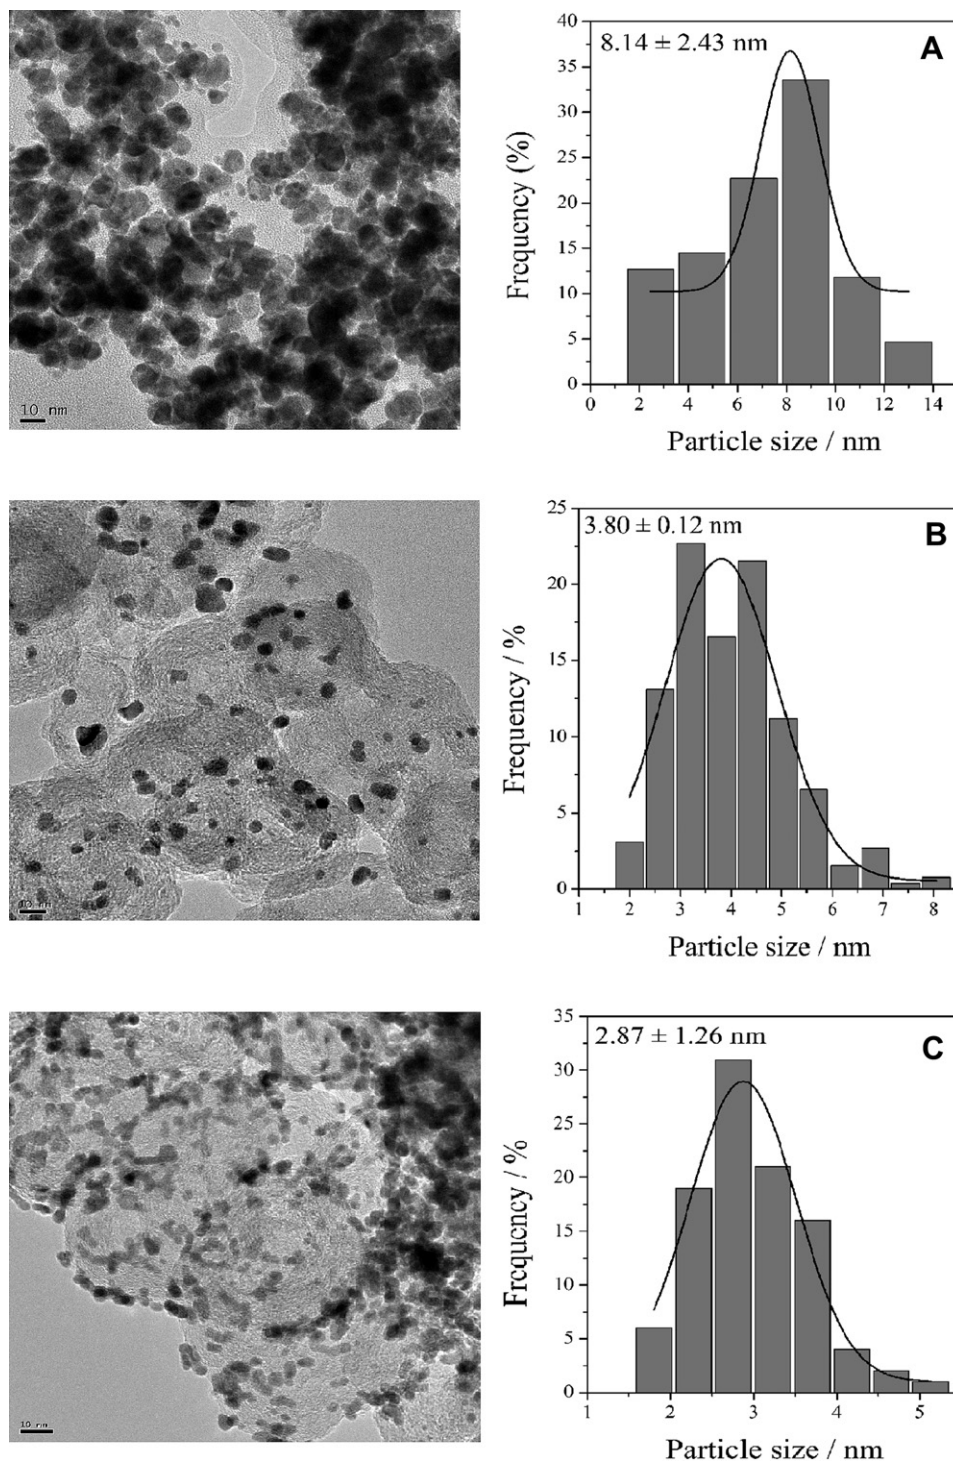 10 nm
8.14 ± 2.43 nm
A
40
35
30
25
20
15
10
5
0
Frequency (%)
0 2 4 6 8 10 12 14
Particle size / nm
10 nm
3.80 ± 0.12 nm
B
25
20
15
10
5
0
Frequency / %
1 2 3 4 5 6 7 8
Particle size / nm
10 nm
2.87 ± 1.26 nm
C
35
30
25
20
15
10
5
0
Frequency / %
1 2 3 4 5
Particle size / nm